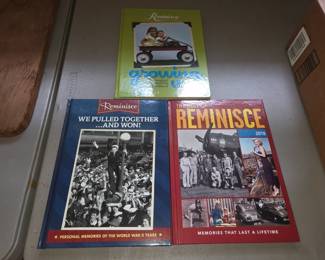 Reminisce
growing
Reminisce
WE PULLED TOGETHER
...AND WON!
PERSONAL MEMORIES OF THE WORLD WAR II YEARS
REMINISCE
MEMORIES THAT LAST A LIFETIME